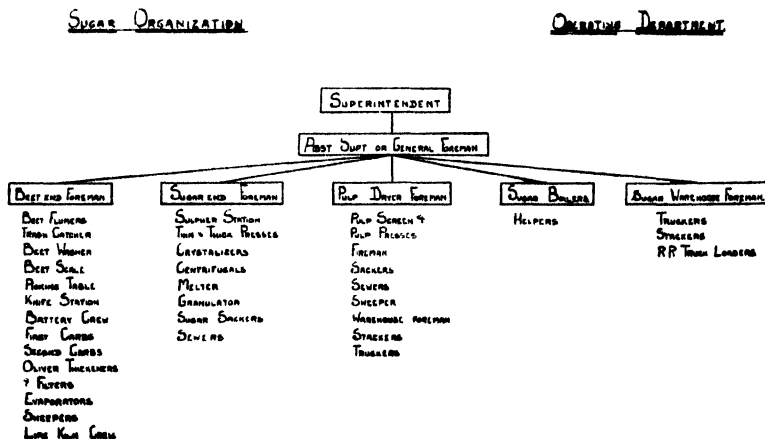 Sugar Organization
Operating Department
Superintendent
Asst Supt or General Foreman
Beet end Foreman
Beet Flumers
Trash Catcher
Beet Washer
Beet Scale
Picking Table
Knife Station
Battery Crew
First Carbs
Second Carbs
Oliver Thickeners
& Filters
Evaporators
Sweepers
Lime Kiln Crew
Sugar end Foreman
Sulpher Station
Thin & Thick Presses
Crystalizers
Centrifugals
Melter
Granulator
Sugar Sackers
Sewers
Pulp Dryer Foreman
Pulp Screen &
Pulp Presses
Fireman
Sackers
Sewers
Sweeper
Warehouse Foreman
Stackers
Truckers
Sugar Boilers
Helpers
Sugar Warehouse Foreman
Truckers
Stackers
RR Truck Loaders